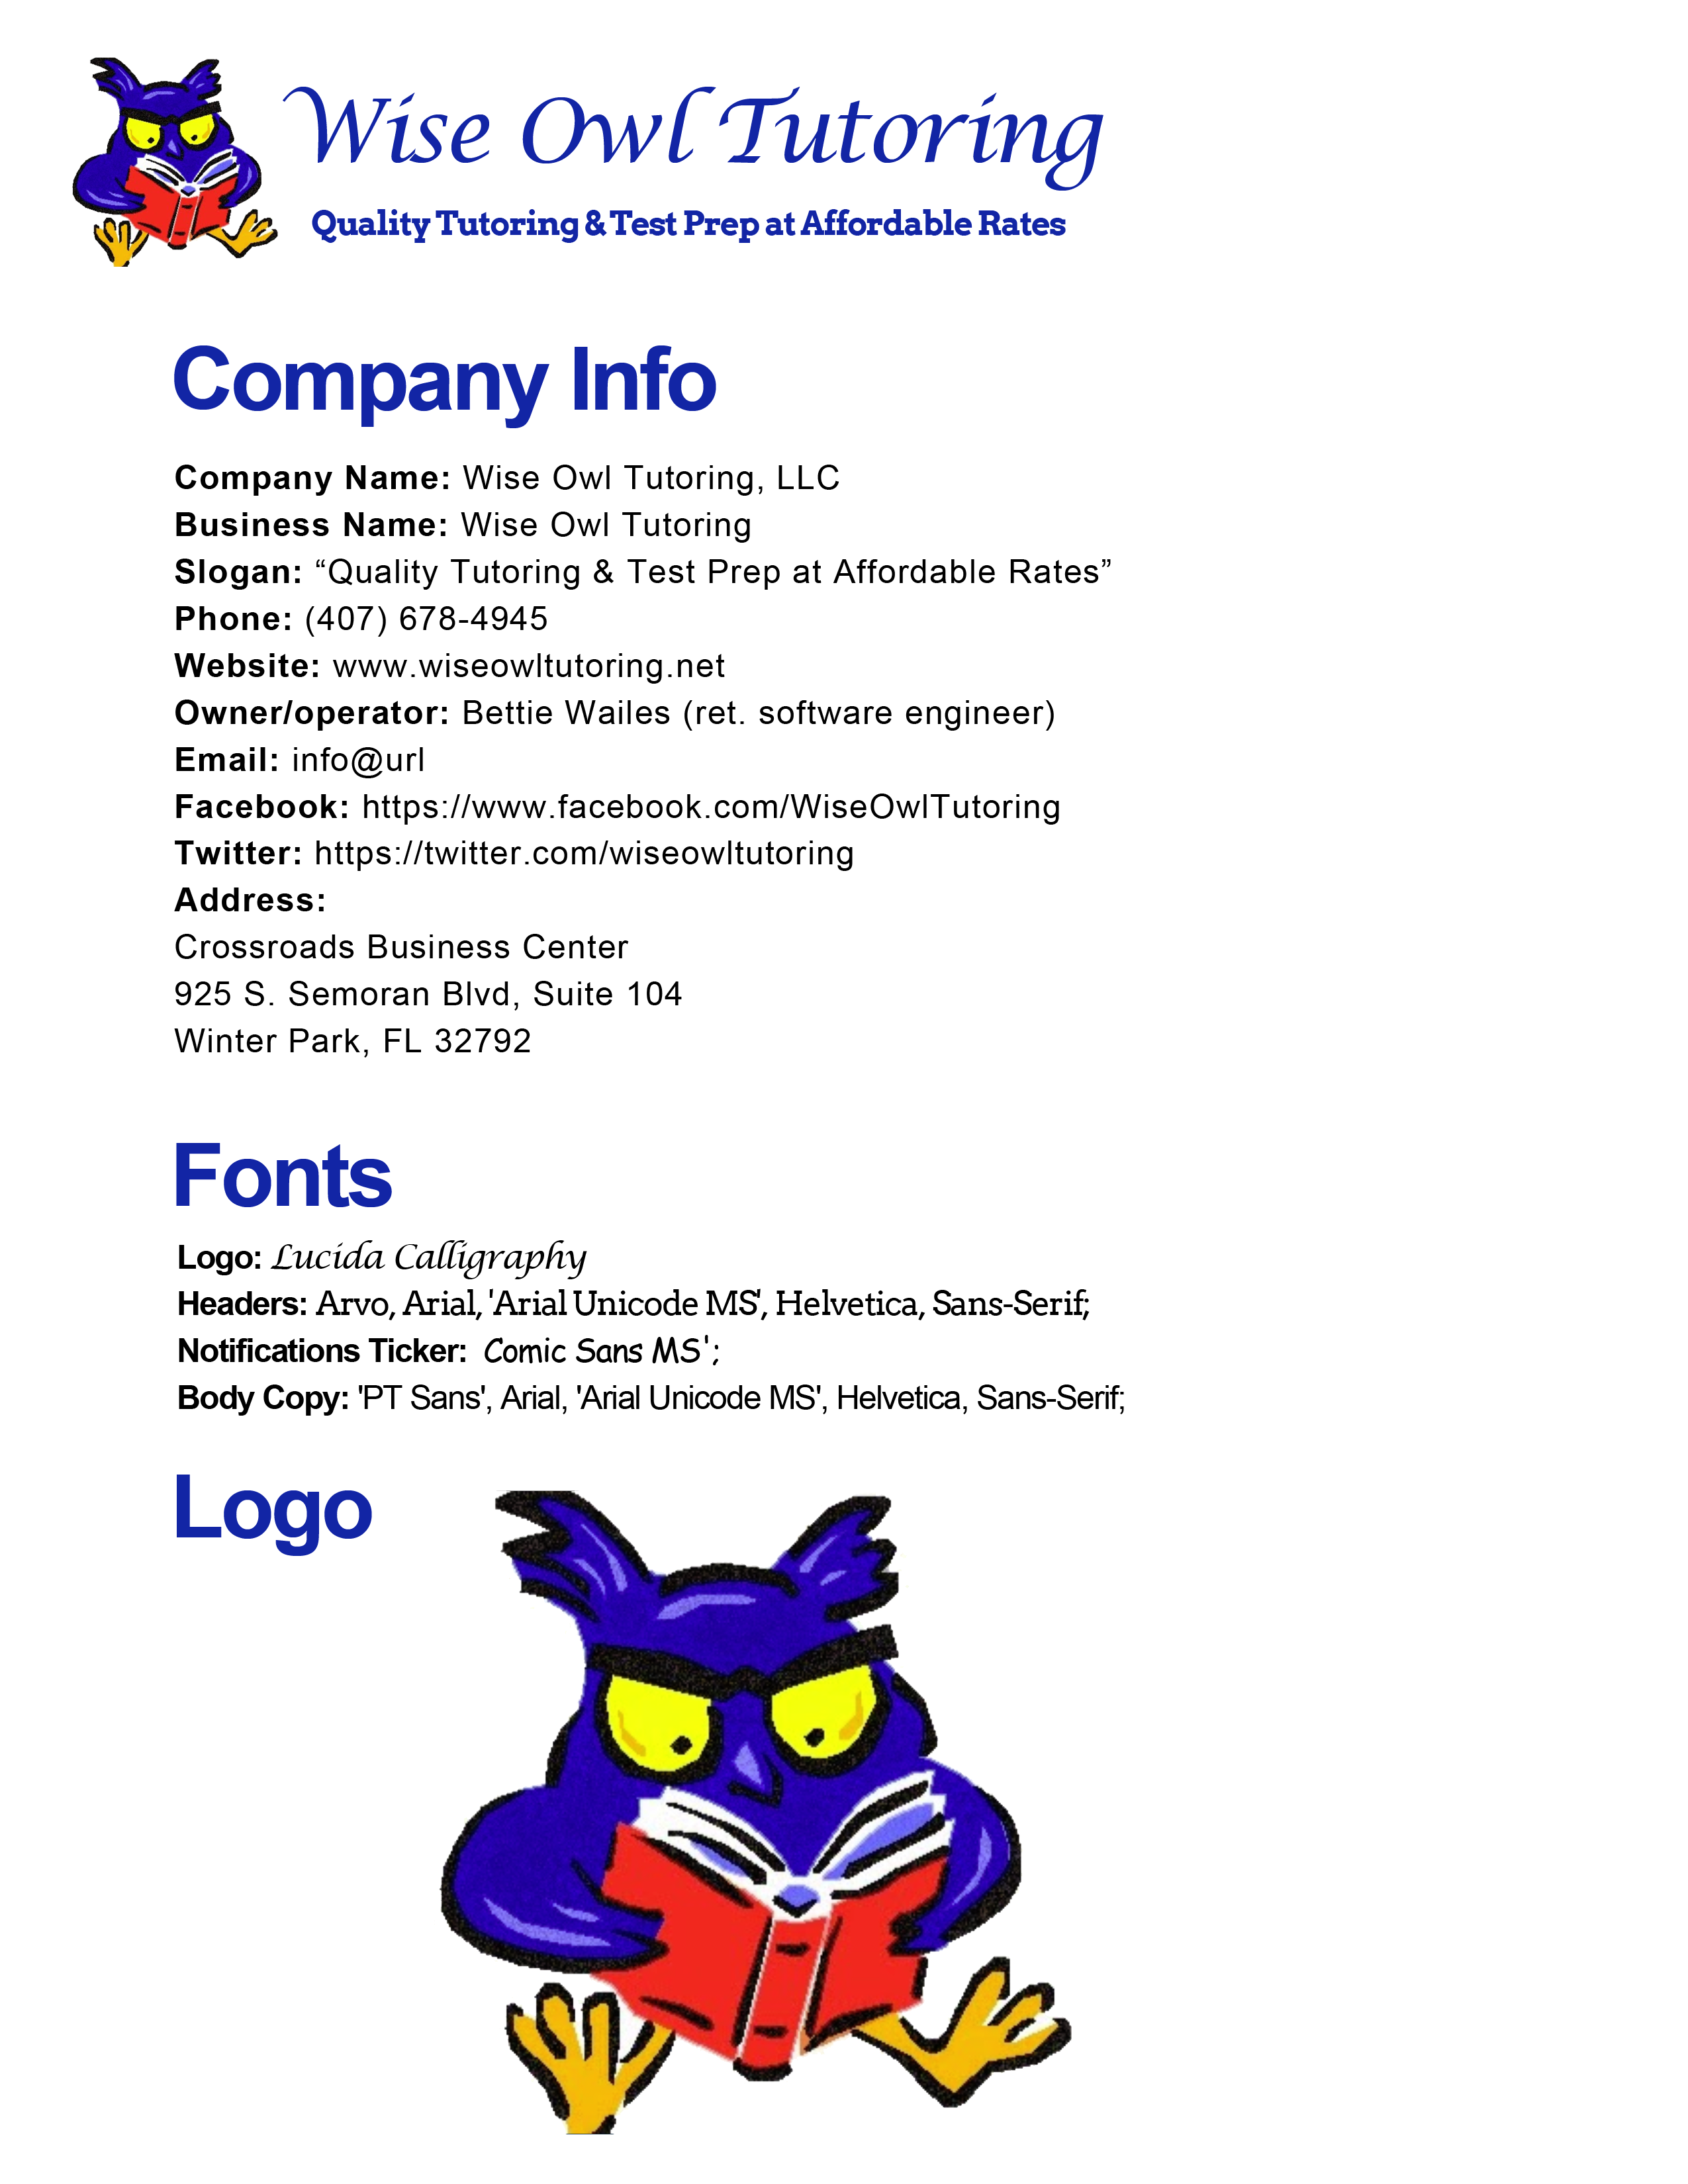 Wise Owl Tutoring
Quality Tutoring & Test Prep at Affordable Rates
Company Info
Company Name: Wise Owl Tutoring, LLC
Business Name: Wise Owl Tutoring
Slogan: “Quality Tutoring & Test Prep at Affordable Rates”
Phone: (407) 678-4945
Website: www.wiseowltutoring.net
Owner/operator: Bettie Wailes (ret. software engineer)
Email: info@url
Facebook: https://www.facebook.com/WiseOwlTutoring
Twitter: https://twitter.com/wiseowltutoring
Address:
Crossroads Business Center
925 S. Semoran Blvd, Suite 104
Winter Park, FL 32792
Fonts
Logo: Lucida Calligraphy
Headers: Arvo, Arial, 'Arial Unicode MS', Helvetica, Sans-Serif;
Notifications Ticker: Comic Sans MS';
Body Copy: 'PT Sans', Arial, 'Arial Unicode MS', Helvetica, Sans-Serif;
Logo